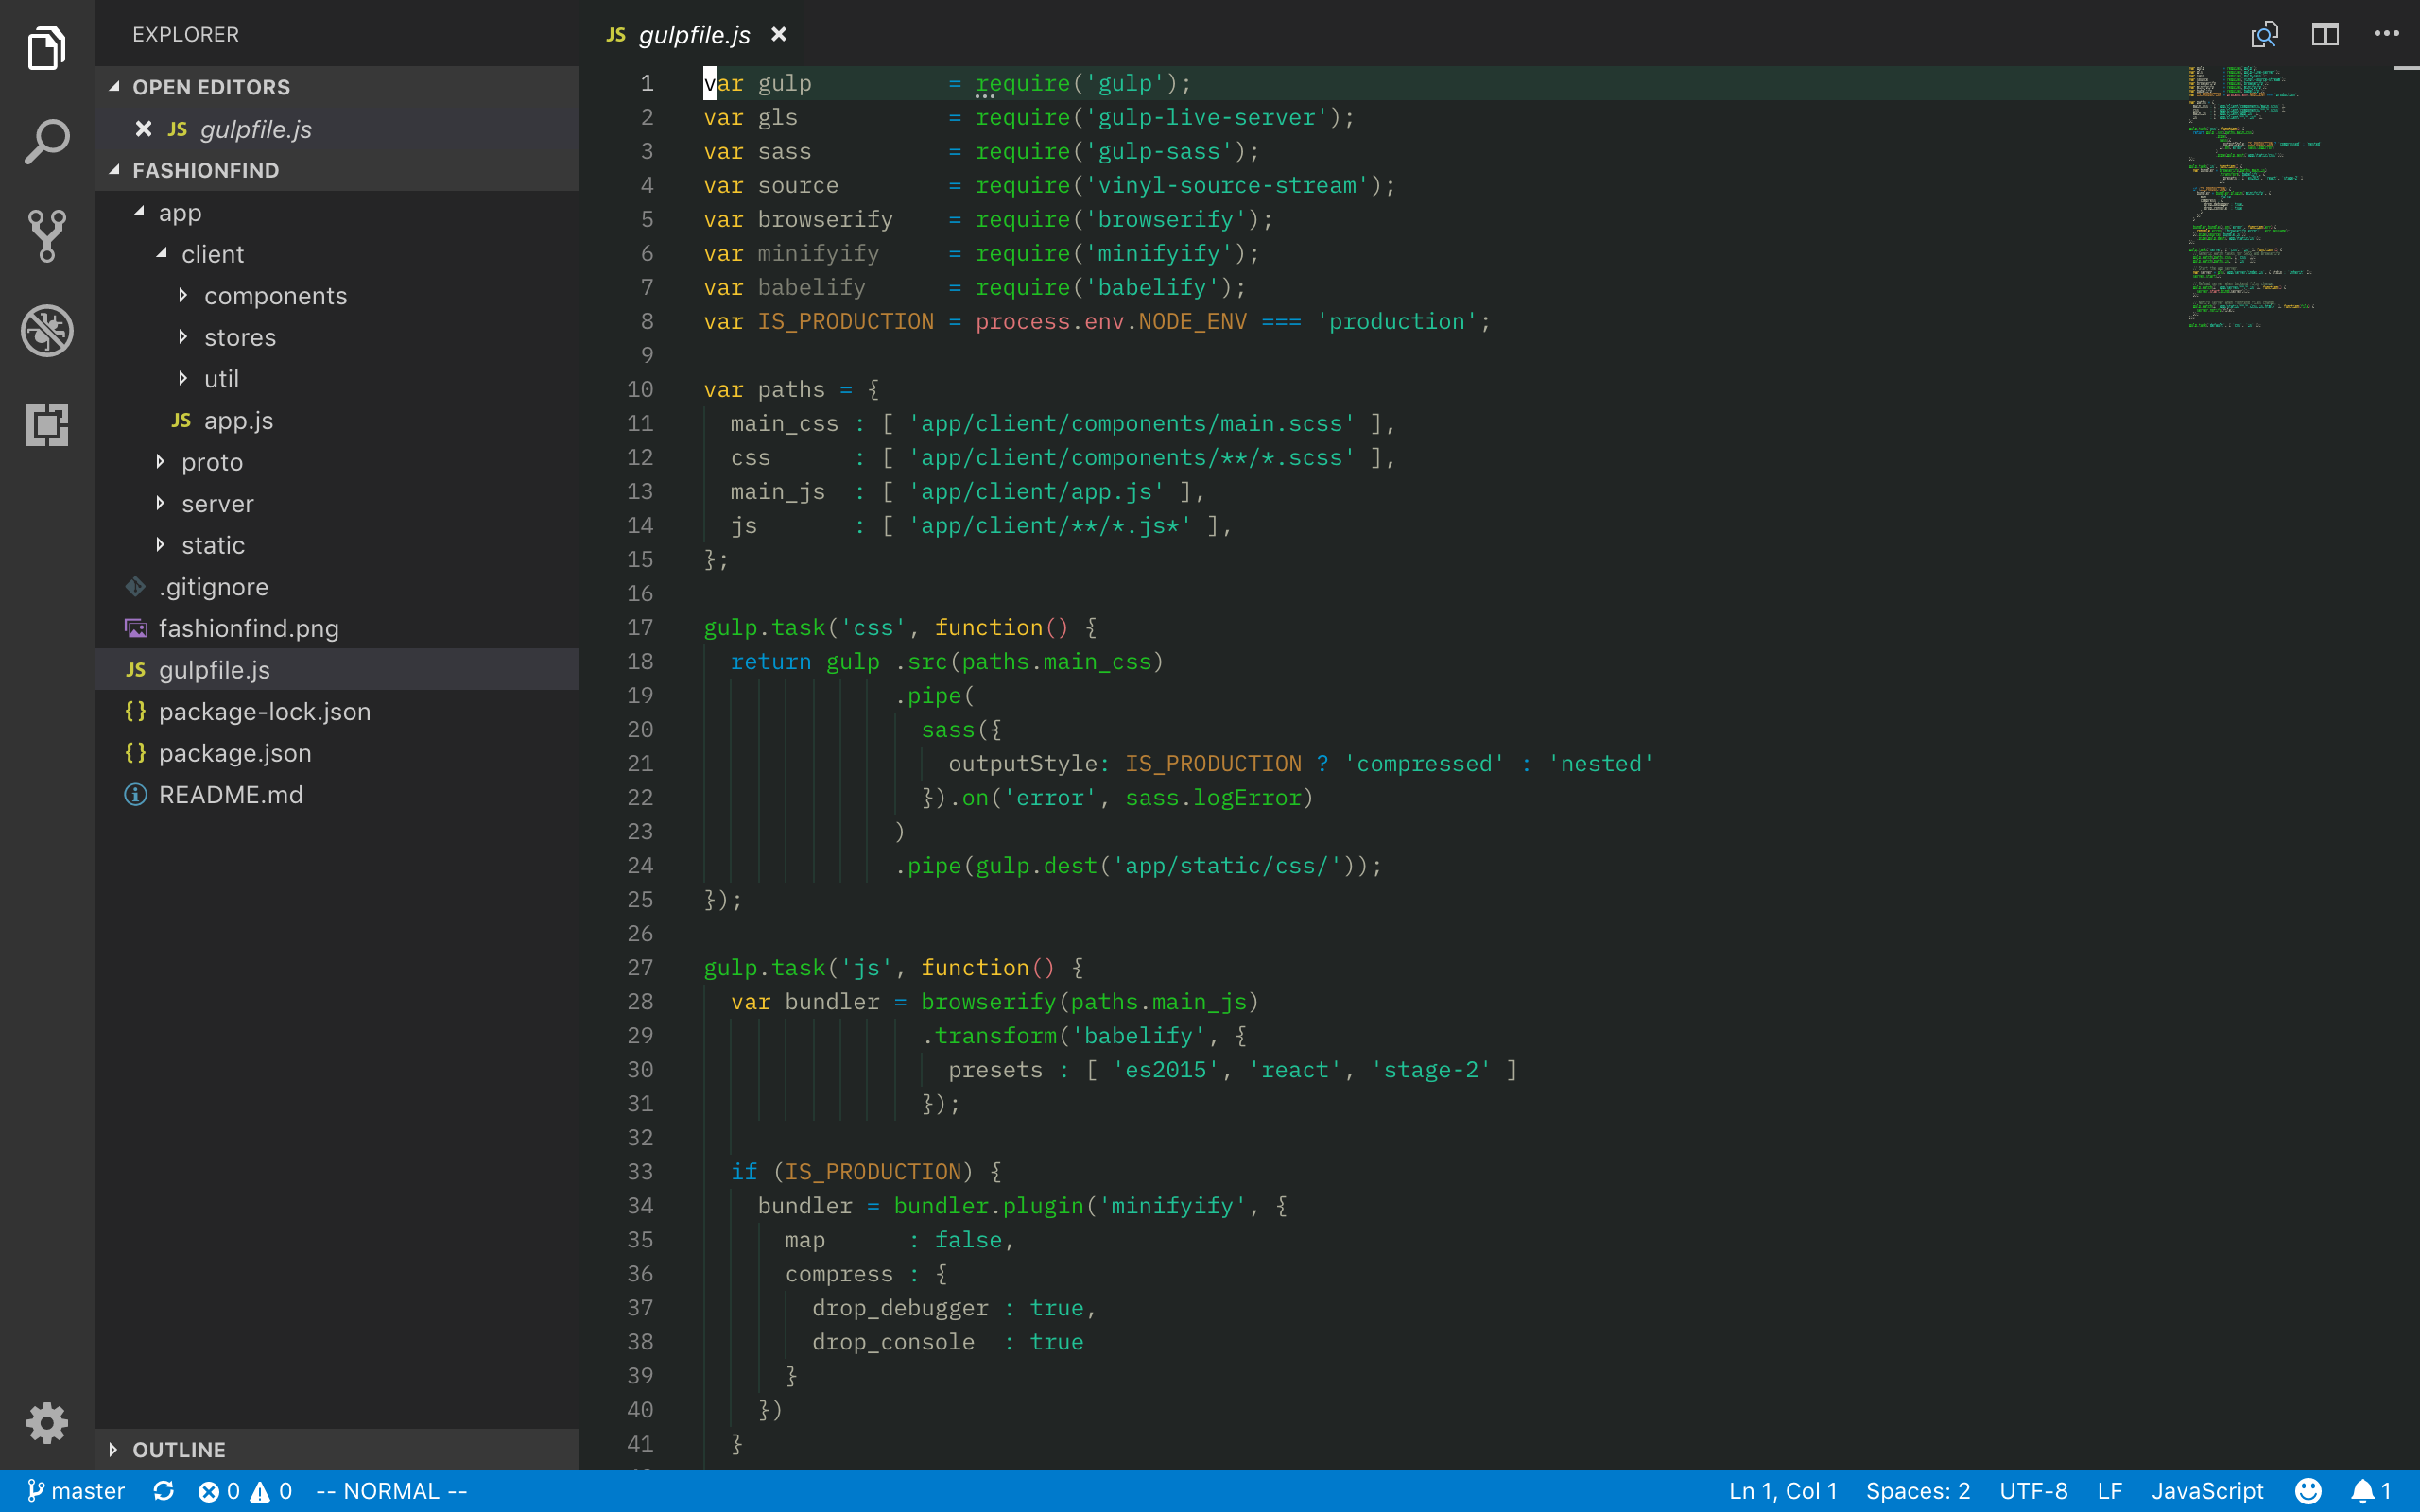 EXPLORER
OPEN EDITORS
JS gulpfile.js
FASHIONFIND
app
client
components
stores
util
JS app.js
proto
server
static
.gitignore
fashionfind.png
JS gulpfile.js
{} package-lock.json
{} package.json
README.md
OUTLINE
JS gulpfile.js
1 var gulp          = require('gulp');
2 var gls           = require('gulp-live-server');
3 var sass          = require('gulp-sass');
4 var source        = require('vinyl-source-stream');
5 var browserify    = require('browserify');
6 var minifyify     = require('minifyify');
7 var babelify      = require('babelify');
8 var IS_PRODUCTION = process.env.NODE_ENV === 'production';
9
10 var paths = {
11   main_css : [ 'app/client/components/main.scss' ],
12   css      : [ 'app/client/components/**/*.scss' ],
13   main_js  : [ 'app/client/app.js' ],
14   js       : [ 'app/client/**/*.js*' ],
15 };
16
17 gulp.task('css', function() {
18   return gulp .src(paths.main_css)
19               .pipe(
20                 sass({
21                   outputStyle: IS_PRODUCTION ? 'compressed' : 'nested'
22                 }).on('error', sass.logError)
23               )
24               .pipe(gulp.dest('app/static/css/'));
25 });
26
27 gulp.task('js', function() {
28   var bundler = browserify(paths.main_js)
29                 .transform('babelify', {
30                   presets : [ 'es2015', 'react', 'stage-2' ]
31                 });
32
33   if (IS_PRODUCTION) {
34     bundler = bundler.plugin('minifyify', {
35       map      : false,
36       compress : {
37         drop_debugger : true,
38         drop_console  : true
39       }
40     })
41   }
master 0 0 -- NORMAL -- Ln 1, Col 1 Spaces: 2 UTF-8 LF JavaScript 1